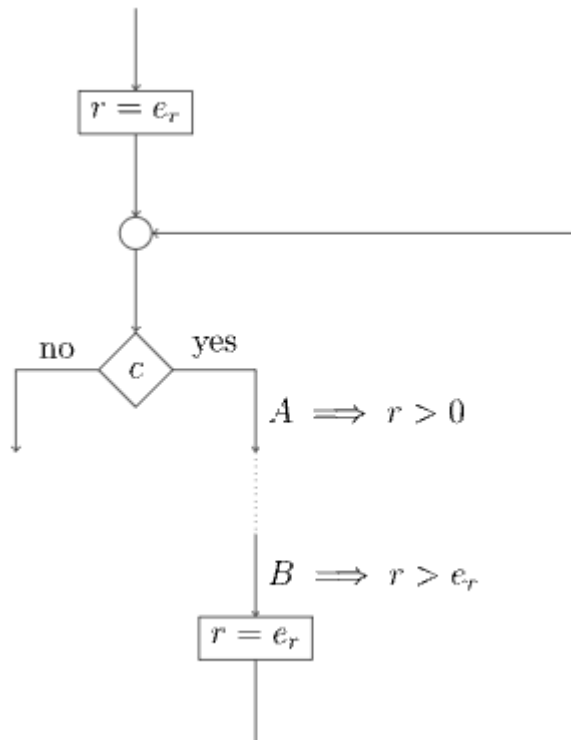 r = e_r
no
yes
c
A ⟹ r > 0
B ⟹ r > e_r
r = e_r